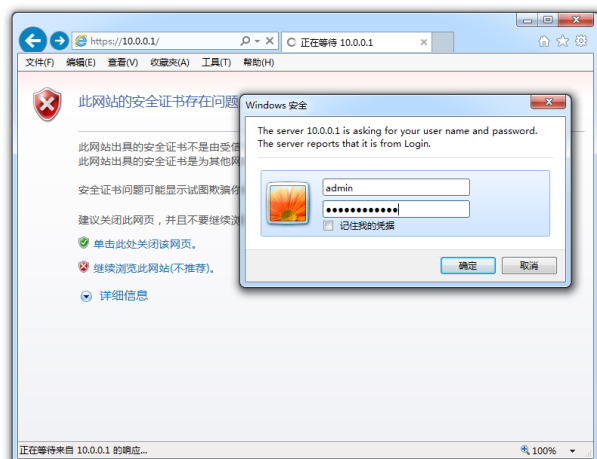 https://10.0.0.1/
正在等待 10.0.0.1
文件(F) 编辑(E) 查看(V) 收藏夹(A) 工具(T) 帮助(H)
此网站的安全证书存在问题
此网站出具的安全证书不是由受信
此网站出具的安全证书是为其他网
安全证书问题可能显示试图欺骗你
建议关闭此网页，并且不要继续浏
单击此处关闭该网页。
继续浏览此网站(不推荐)。
详细信息
Windows 安全
The server 10.0.0.1 is asking for your user name and password.
The server reports that it is from Login.
admin
●●●●●●●●●●●●
记住我的凭据
确定 取消
正在等待来自 10.0.0.1 的响应...
100%